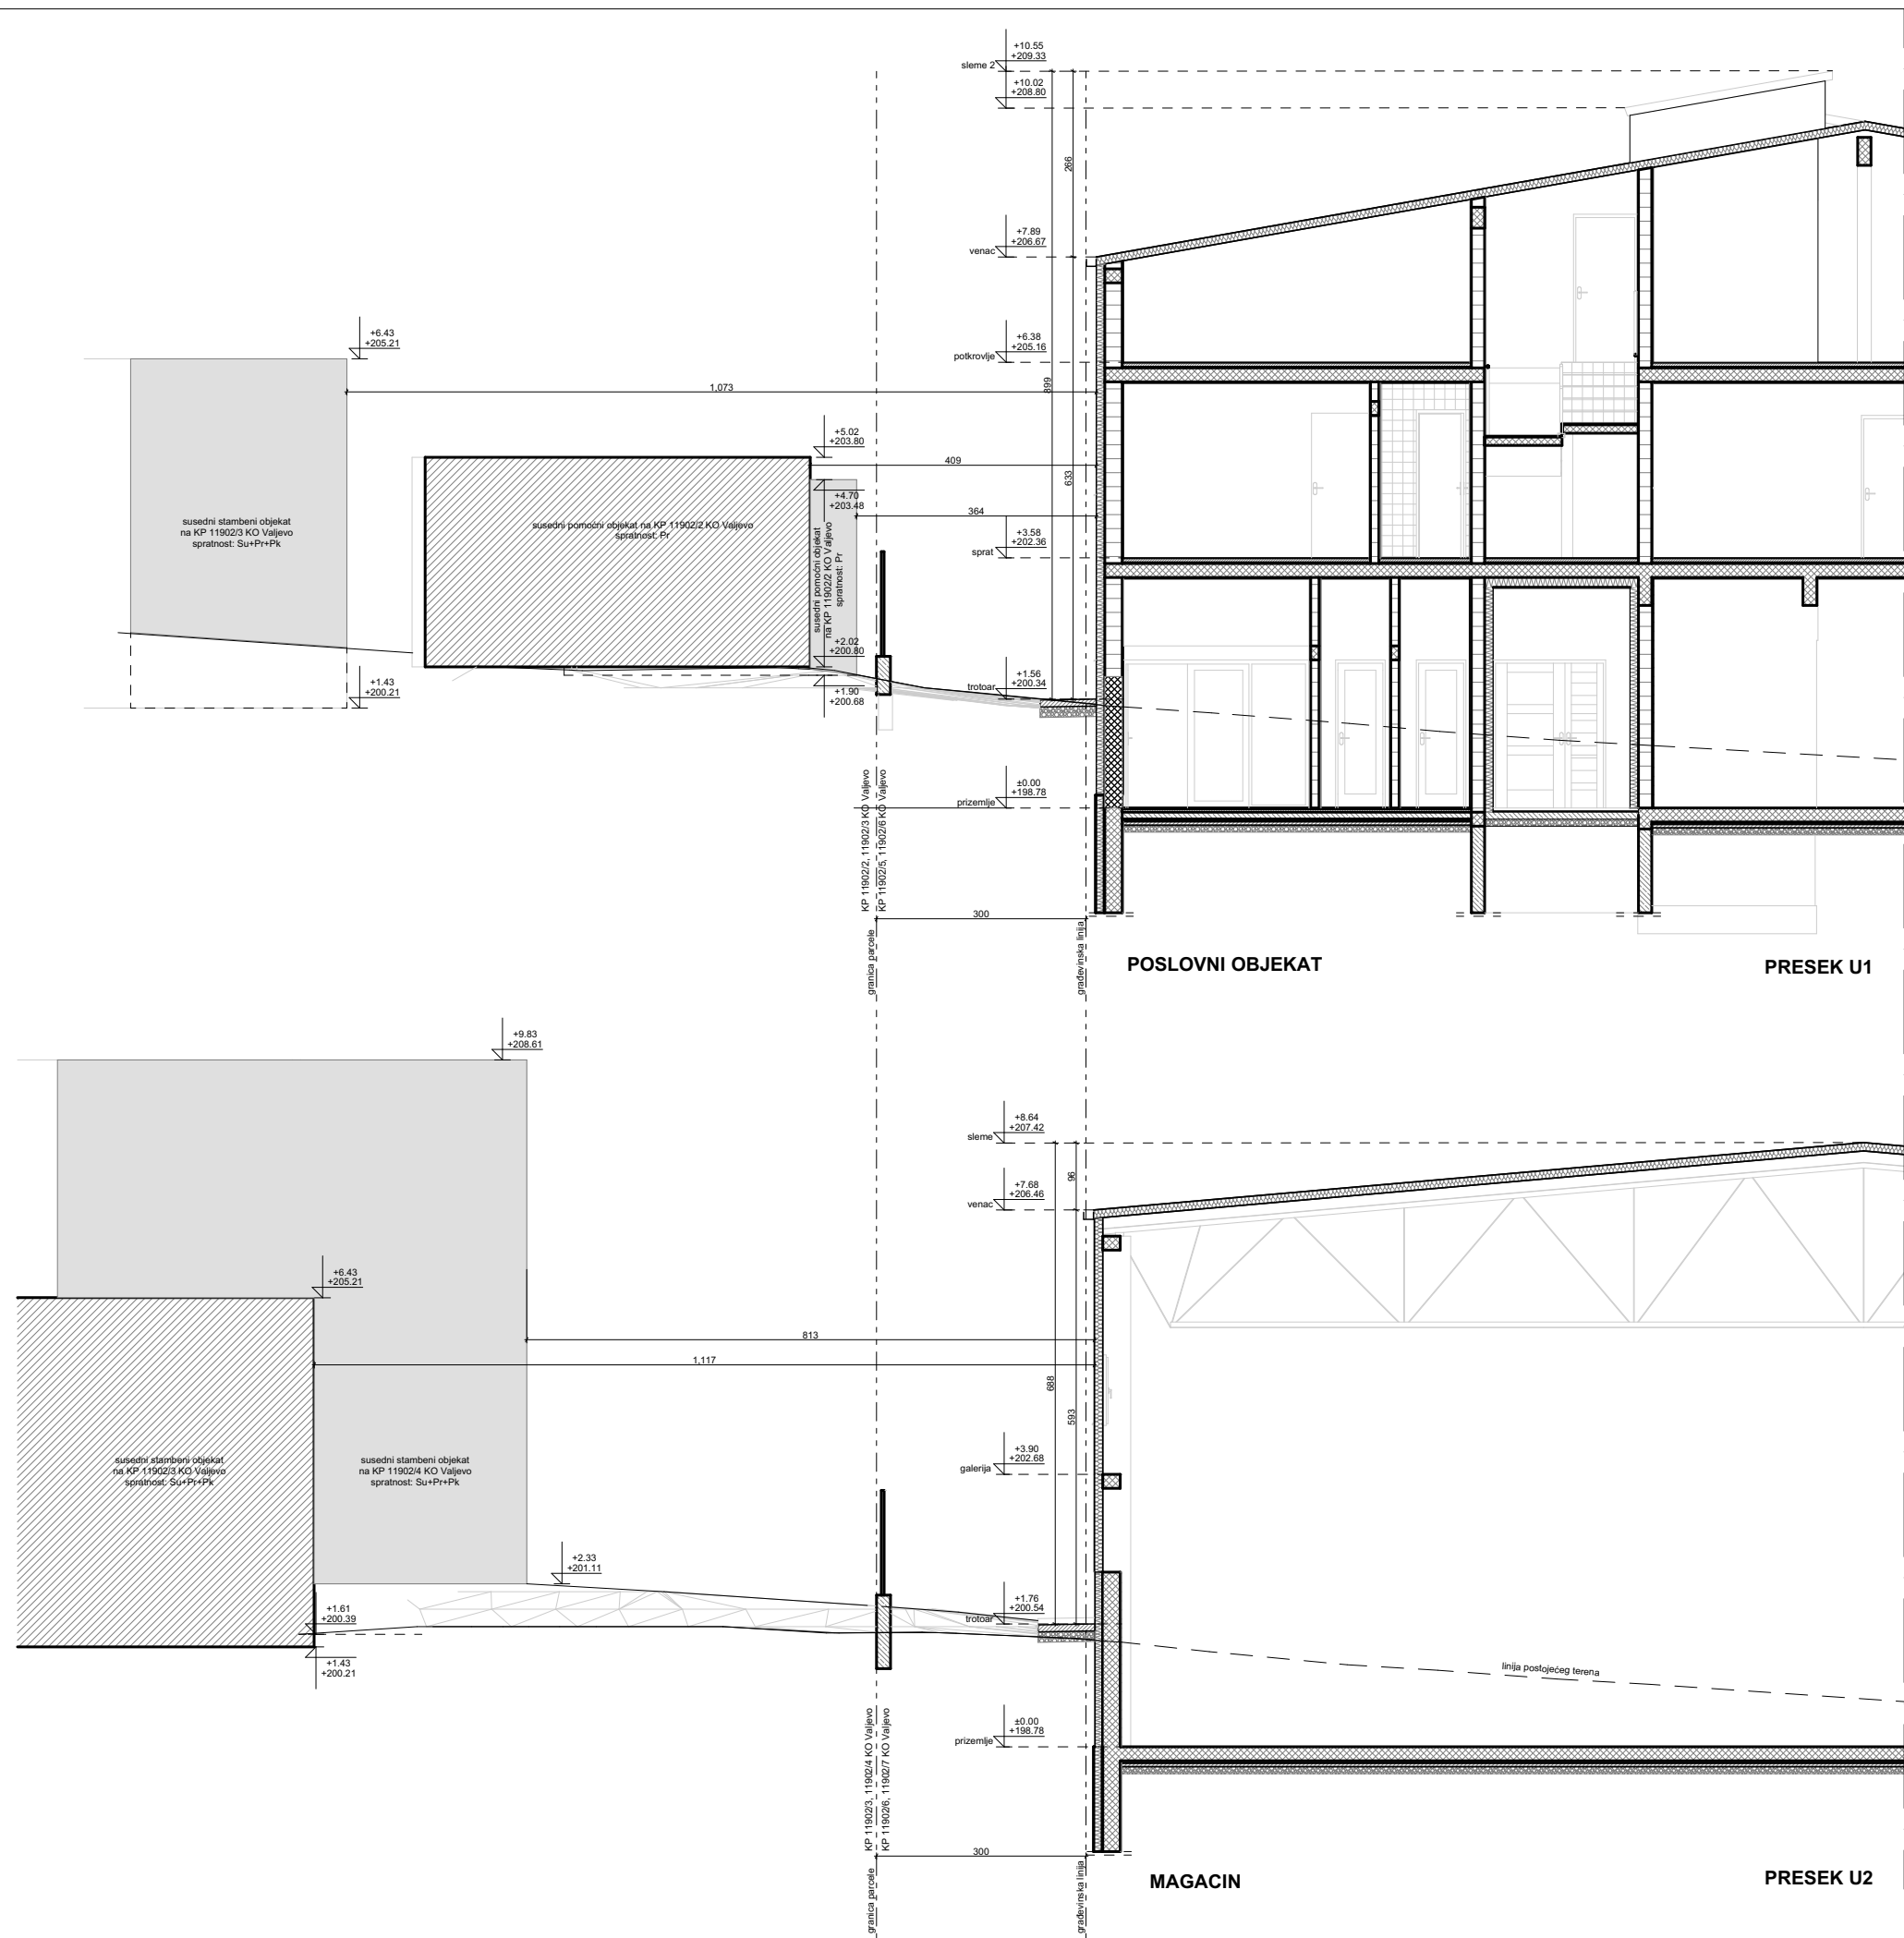 +10.55
+209.33
sleme 2
+10.02
+208.80
266
+7.89
+206.67
venac
+6.43
+205.21
+6.38
+205.16
potkrovlje
1,073
899
+5.02
+203.80
409
633
+4.70
+203.48
364
susedni stambeni objekat
na KP 11902/3 KO Valjevo
spratnost: Su+Pr+Pk
susedni pomoćni objekat na KP 11902/2 KO Valjevo
spratnost: Pr
susedni pomoćni objekat
na KP 11902/2 KO Valjevo
spratnost: Pr
+3.58
+202.36
sprat
+2.02
+200.80
+1.43
+200.21
+1.90
+200.68
+1.56
+200.34
trotoar
±0.00
+198.78
prizemlje
KP 11902/2, 11902/3 KO Valjevo
KP 11902/5, 11902/6 KO Valjevo
300
granica parcele
građevinska linija
POSLOVNI OBJEKAT
PRESEK U1
+9.83
+208.61
+8.64
+207.42
sleme
96
+7.68
+206.46
venac
+6.43
+205.21
813
1,117
688
593
susedni stambeni objekat
na KP 11902/3 KO Valjevo
spratnost: Su+Pr+Pk
susedni stambeni objekat
na KP 11902/4 KO Valjevo
spratnost: Su+Pr+Pk
+3.90
+202.68
galerija
+2.33
+201.11
+1.61
+200.39
+1.43
+200.21
+1.76
+200.54
trotoar
linija postojećeg terena
±0.00
+198.78
prizemlje
KP 11902/3, 11902/4 KO Valjevo
KP 11902/6, 11902/7 KO Valjevo
300
granica parcele
građevinska linija
MAGACIN
PRESEK U2